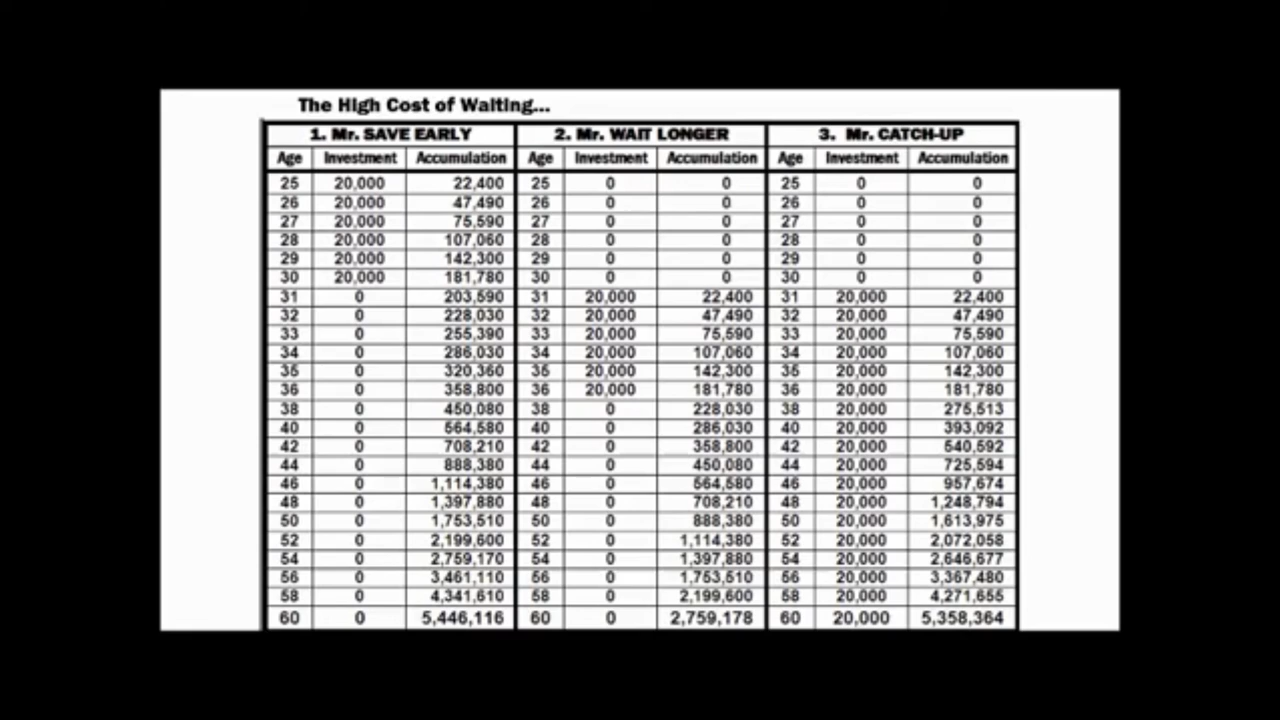 The High Cost of Waiting...
1. Mr. SAVE EARLY 2. Mr. WAIT LONGER 3. Mr. CATCH-UP
Age Investment Accumulation Age Investment Accumulation Age Investment Accumulation
25 20,000 22,400 25 0 0 25 0 0
26 20,000 47,490 26 0 0 26 0 0
27 20,000 75,590 27 0 0 27 0 0
28 20,000 107,060 28 0 0 28 0 0
29 20,000 142,300 29 0 0 29 0 0
30 20,000 181,780 30 0 0 30 0 0
31 0 203,590 31 20,000 22,400 31 20,000 22,400
32 0 228,030 32 20,000 47,490 32 20,000 47,490
33 0 255,390 33 20,000 75,590 33 20,000 75,590
34 0 286,030 34 20,000 107,060 34 20,000 107,060
35 0 320,360 35 20,000 142,300 35 20,000 142,300
36 0 358,800 36 20,000 181,780 36 20,000 181,780
38 0 450,080 38 0 228,030 38 20,000 275,513
40 0 564,580 40 0 286,030 40 20,000 393,092
42 0 708,210 42 0 358,800 42 20,000 540,592
44 0 888,380 44 0 450,080 44 20,000 725,594
46 0 1,114,380 46 0 564,580 46 20,000 957,674
48 0 1,397,880 48 0 708,210 48 20,000 1,248,794
50 0 1,753,510 50 0 888,380 50 20,000 1,613,975
52 0 2,199,600 52 0 1,114,380 52 20,000 2,072,058
54 0 2,759,170 54 0 1,397,880 54 20,000 2,646,677
56 0 3,461,110 56 0 1,753,510 56 20,000 3,367,480
58 0 4,341,610 58 0 2,199,600 58 20,000 4,271,655
60 0 5,446,116 60 0 2,759,178 60 20,000 5,358,364